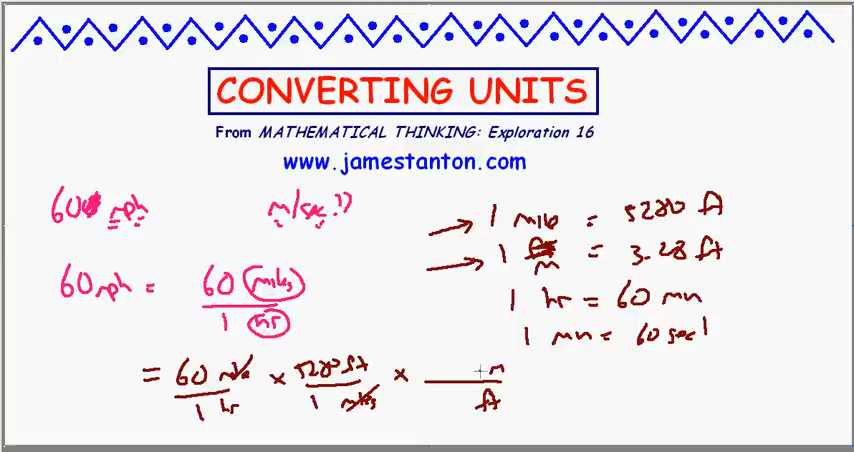 CONVERTING UNITS
From MATHEMATICAL THINKING: Exploration 16
www.jamestanton.com
60 mph m/sec ??
1 mile = 5280 ft
1 m = 3.28 ft
60 mph = 60 miles / 1 hr
1 hr = 60 mn
1 mn = 60 sec
= 60 miles / 1 hr × 5280 ft / 1 miles × m / ft